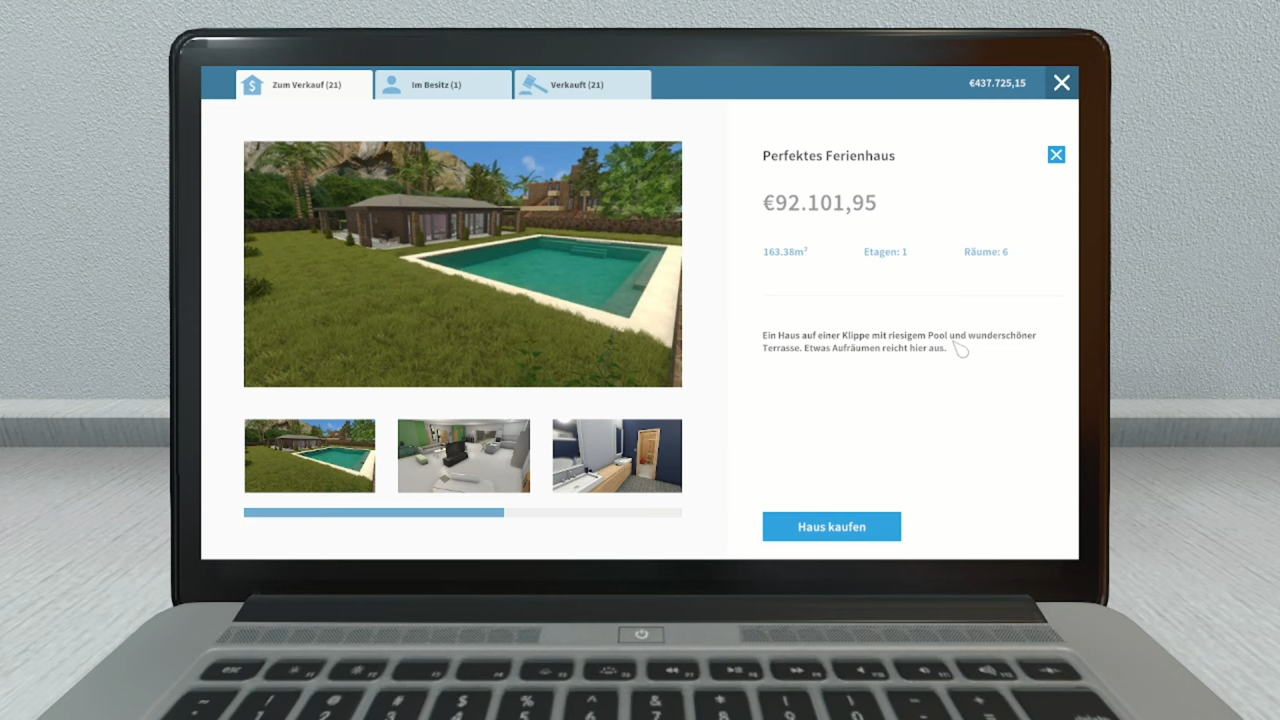 Zum Verkauf (21)
Im Besitz (1)
Verkauft (21)
€437.725,15
Perfektes Ferienhaus
€92.101,95
163.38m²
Etagen: 1
Räume: 6
Ein Haus auf einer Klippe mit riesigem Pool und wunderschöner
Terrasse. Etwas Aufräumen reicht hier aus.
Haus kaufen
esc